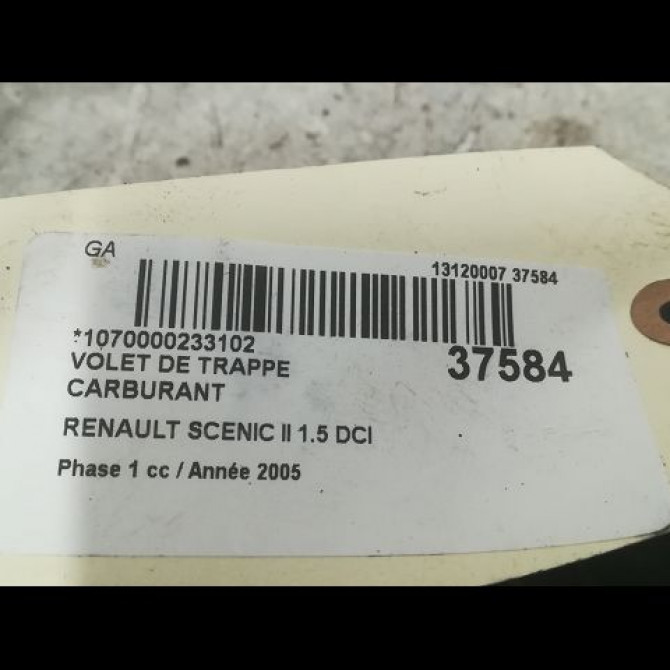 GA
13120007 37584
*1070000233102
37584
VOLET DE TRAPPE
CARBURANT
RENAULT SCENIC II 1.5 DCI
Phase 1 cc / Année 2005